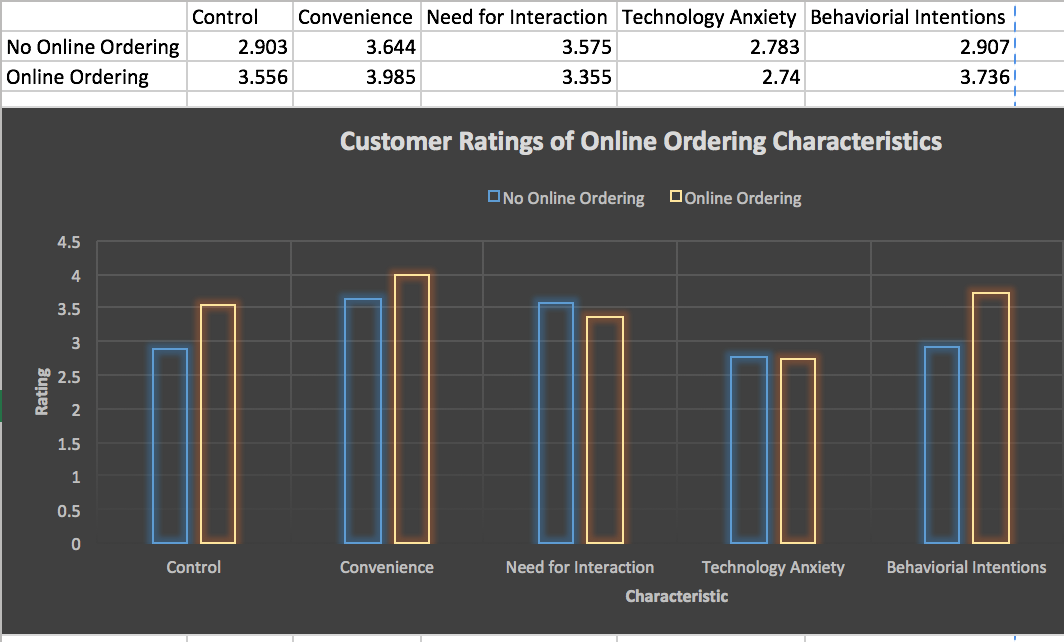 Control Convenience Need for Interaction Technology Anxiety Behaviorial Intentions
No Online Ordering 2.903 3.644 3.575 2.783 2.907
Online Ordering 3.556 3.985 3.355 2.74 3.736
Customer Ratings of Online Ordering Characteristics
No Online Ordering Online Ordering
4.5
4
3.5
3
2.5
2
1.5
1
0.5
0
Rating
Control Convenience Need for Interaction Technology Anxiety Behaviorial Intentions
Characteristic